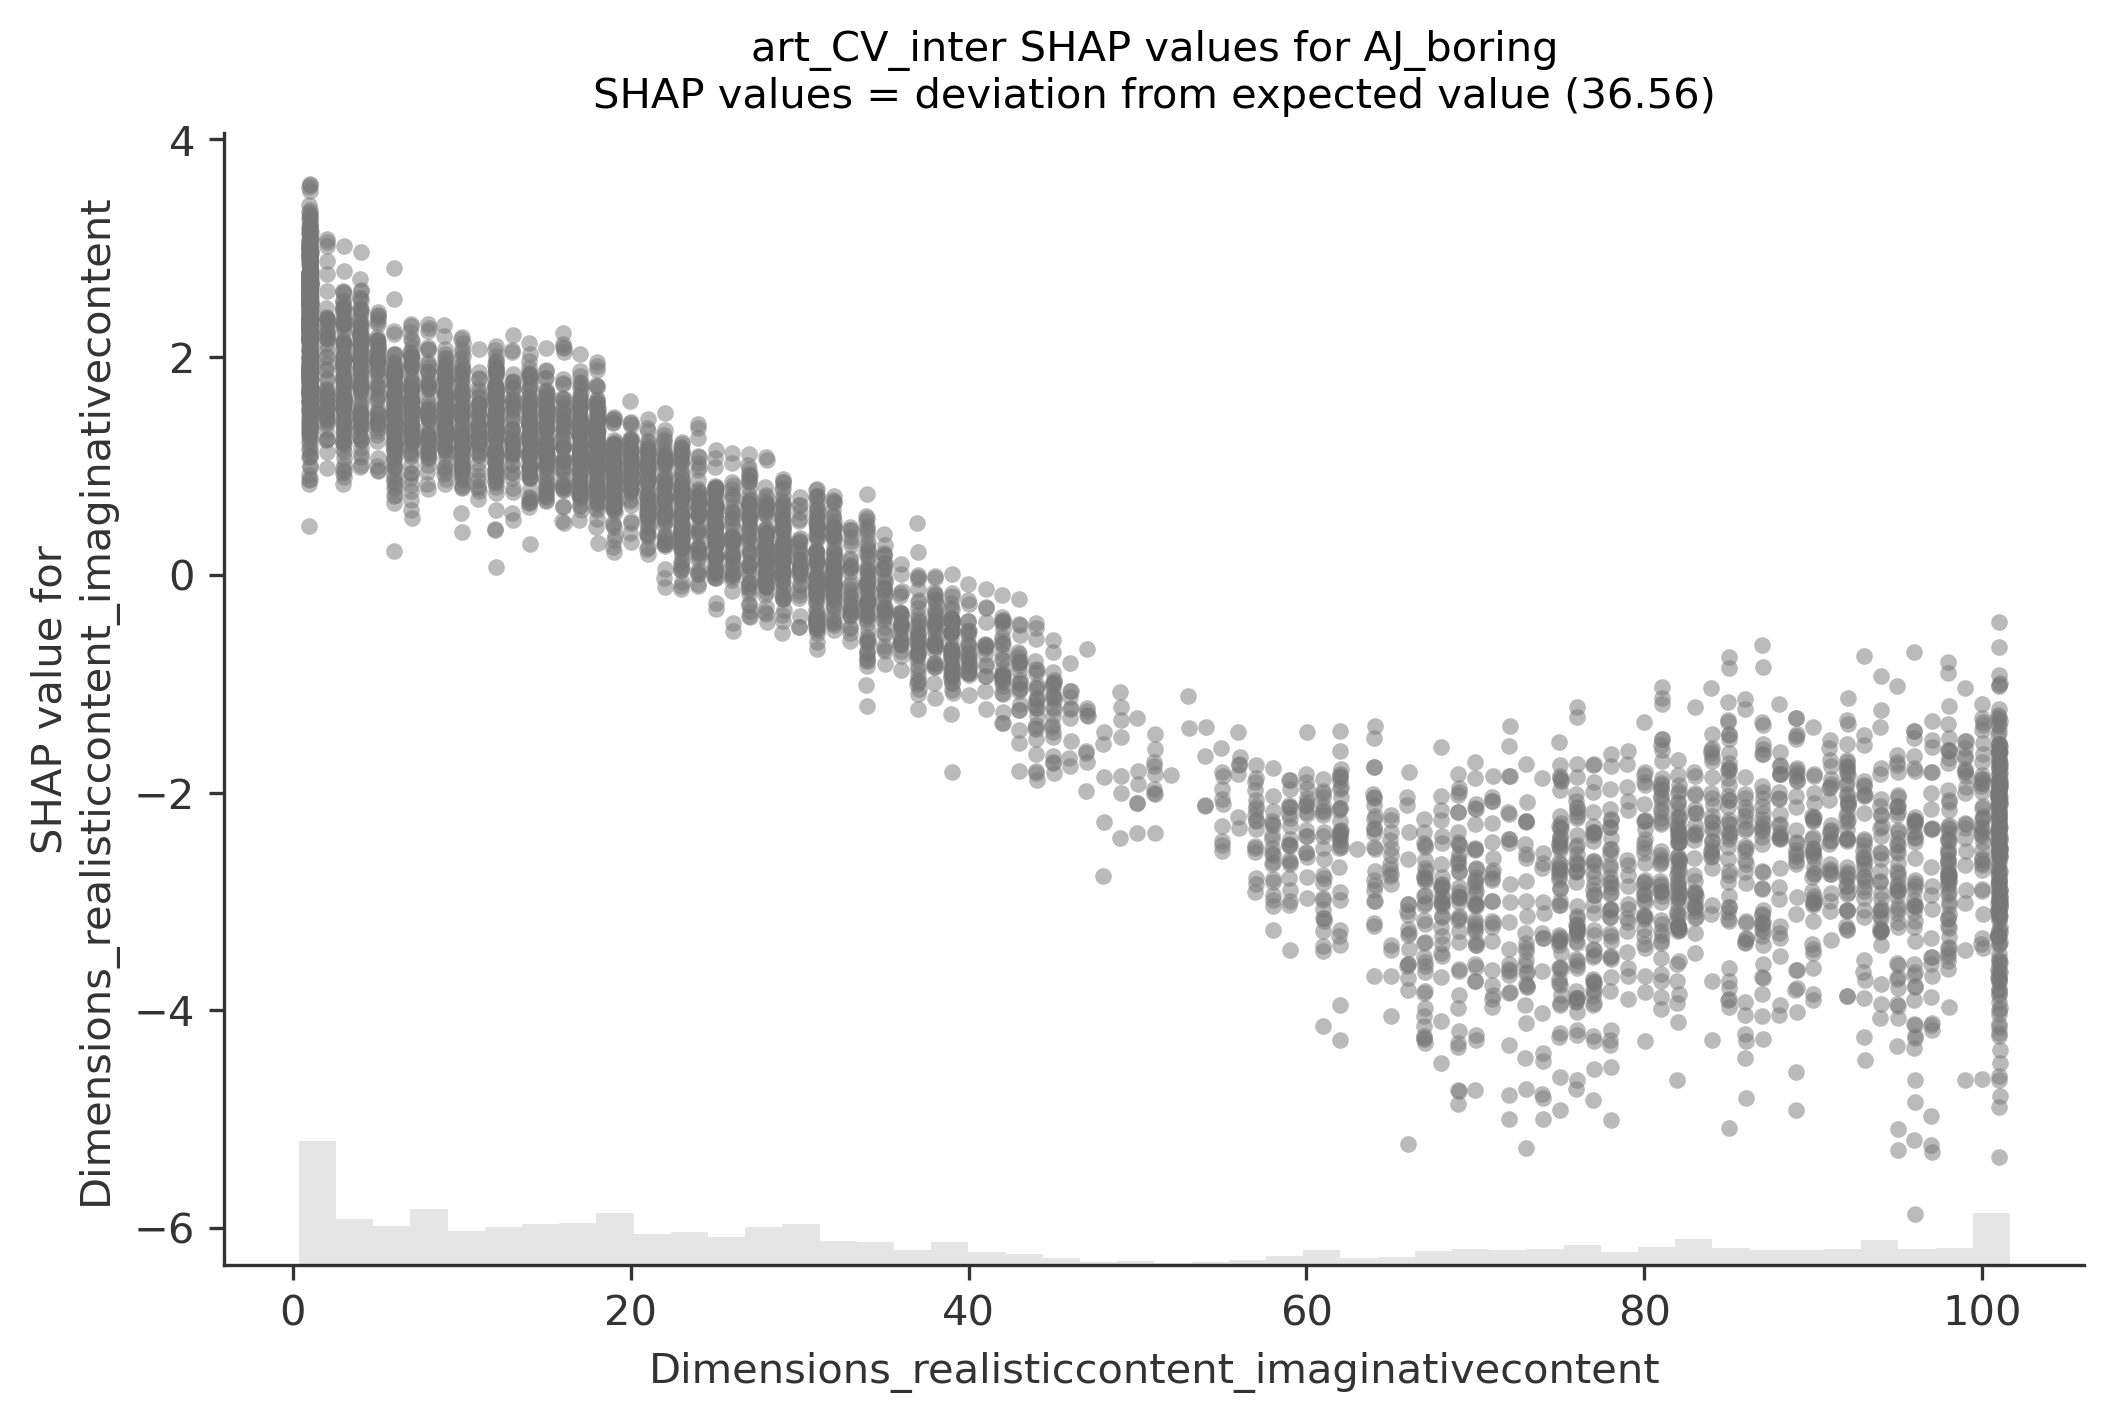 art_CV_inter SHAP values for AJ_boring
SHAP values = deviation from expected value (36.56)
SHAP value for
Dimensions_realisticcontent_imaginativecontent
4
2
0
−2
−4
−6
0
20
40
60
80
100
Dimensions_realisticcontent_imaginativecontent